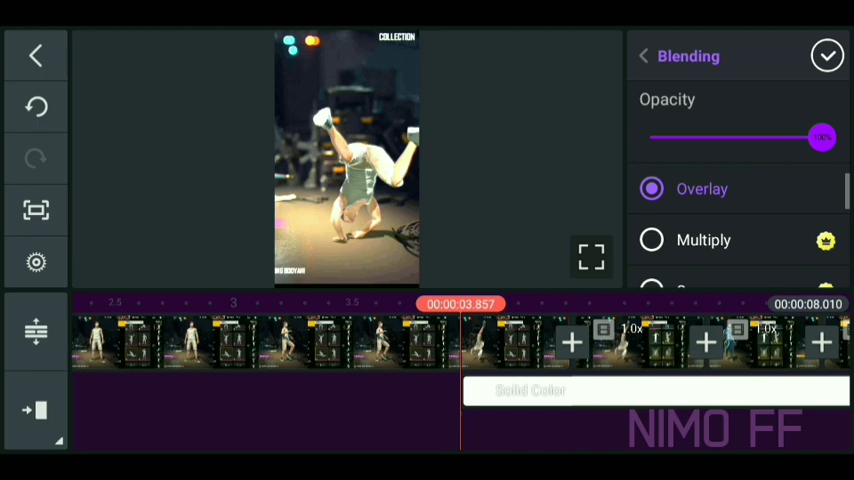 COLLECTION
Blending
Opacity
100%
Overlay
Multiply
2.5
3
3.5
00:00:03.857
00:00:08.010
1.0x
1.0x
Solid Color
NIMO FF